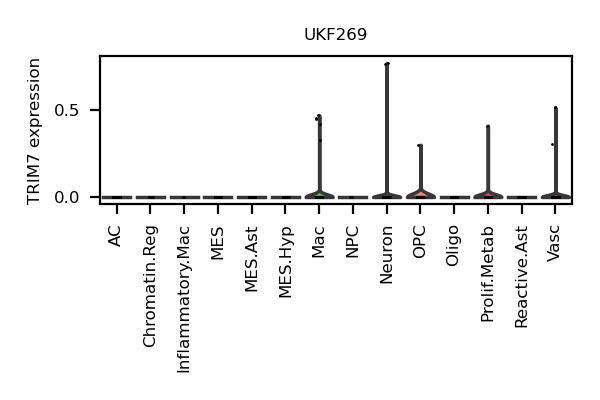 UKF269
TRIM7 expression
0.5
0.0
AC
Chromatin.Reg
Inflammatory.Mac
MES
MES.Ast
MES.Hyp
Mac
NPC
Neuron
OPC
Oligo
Prolif.Metab
Reactive.Ast
Vasc